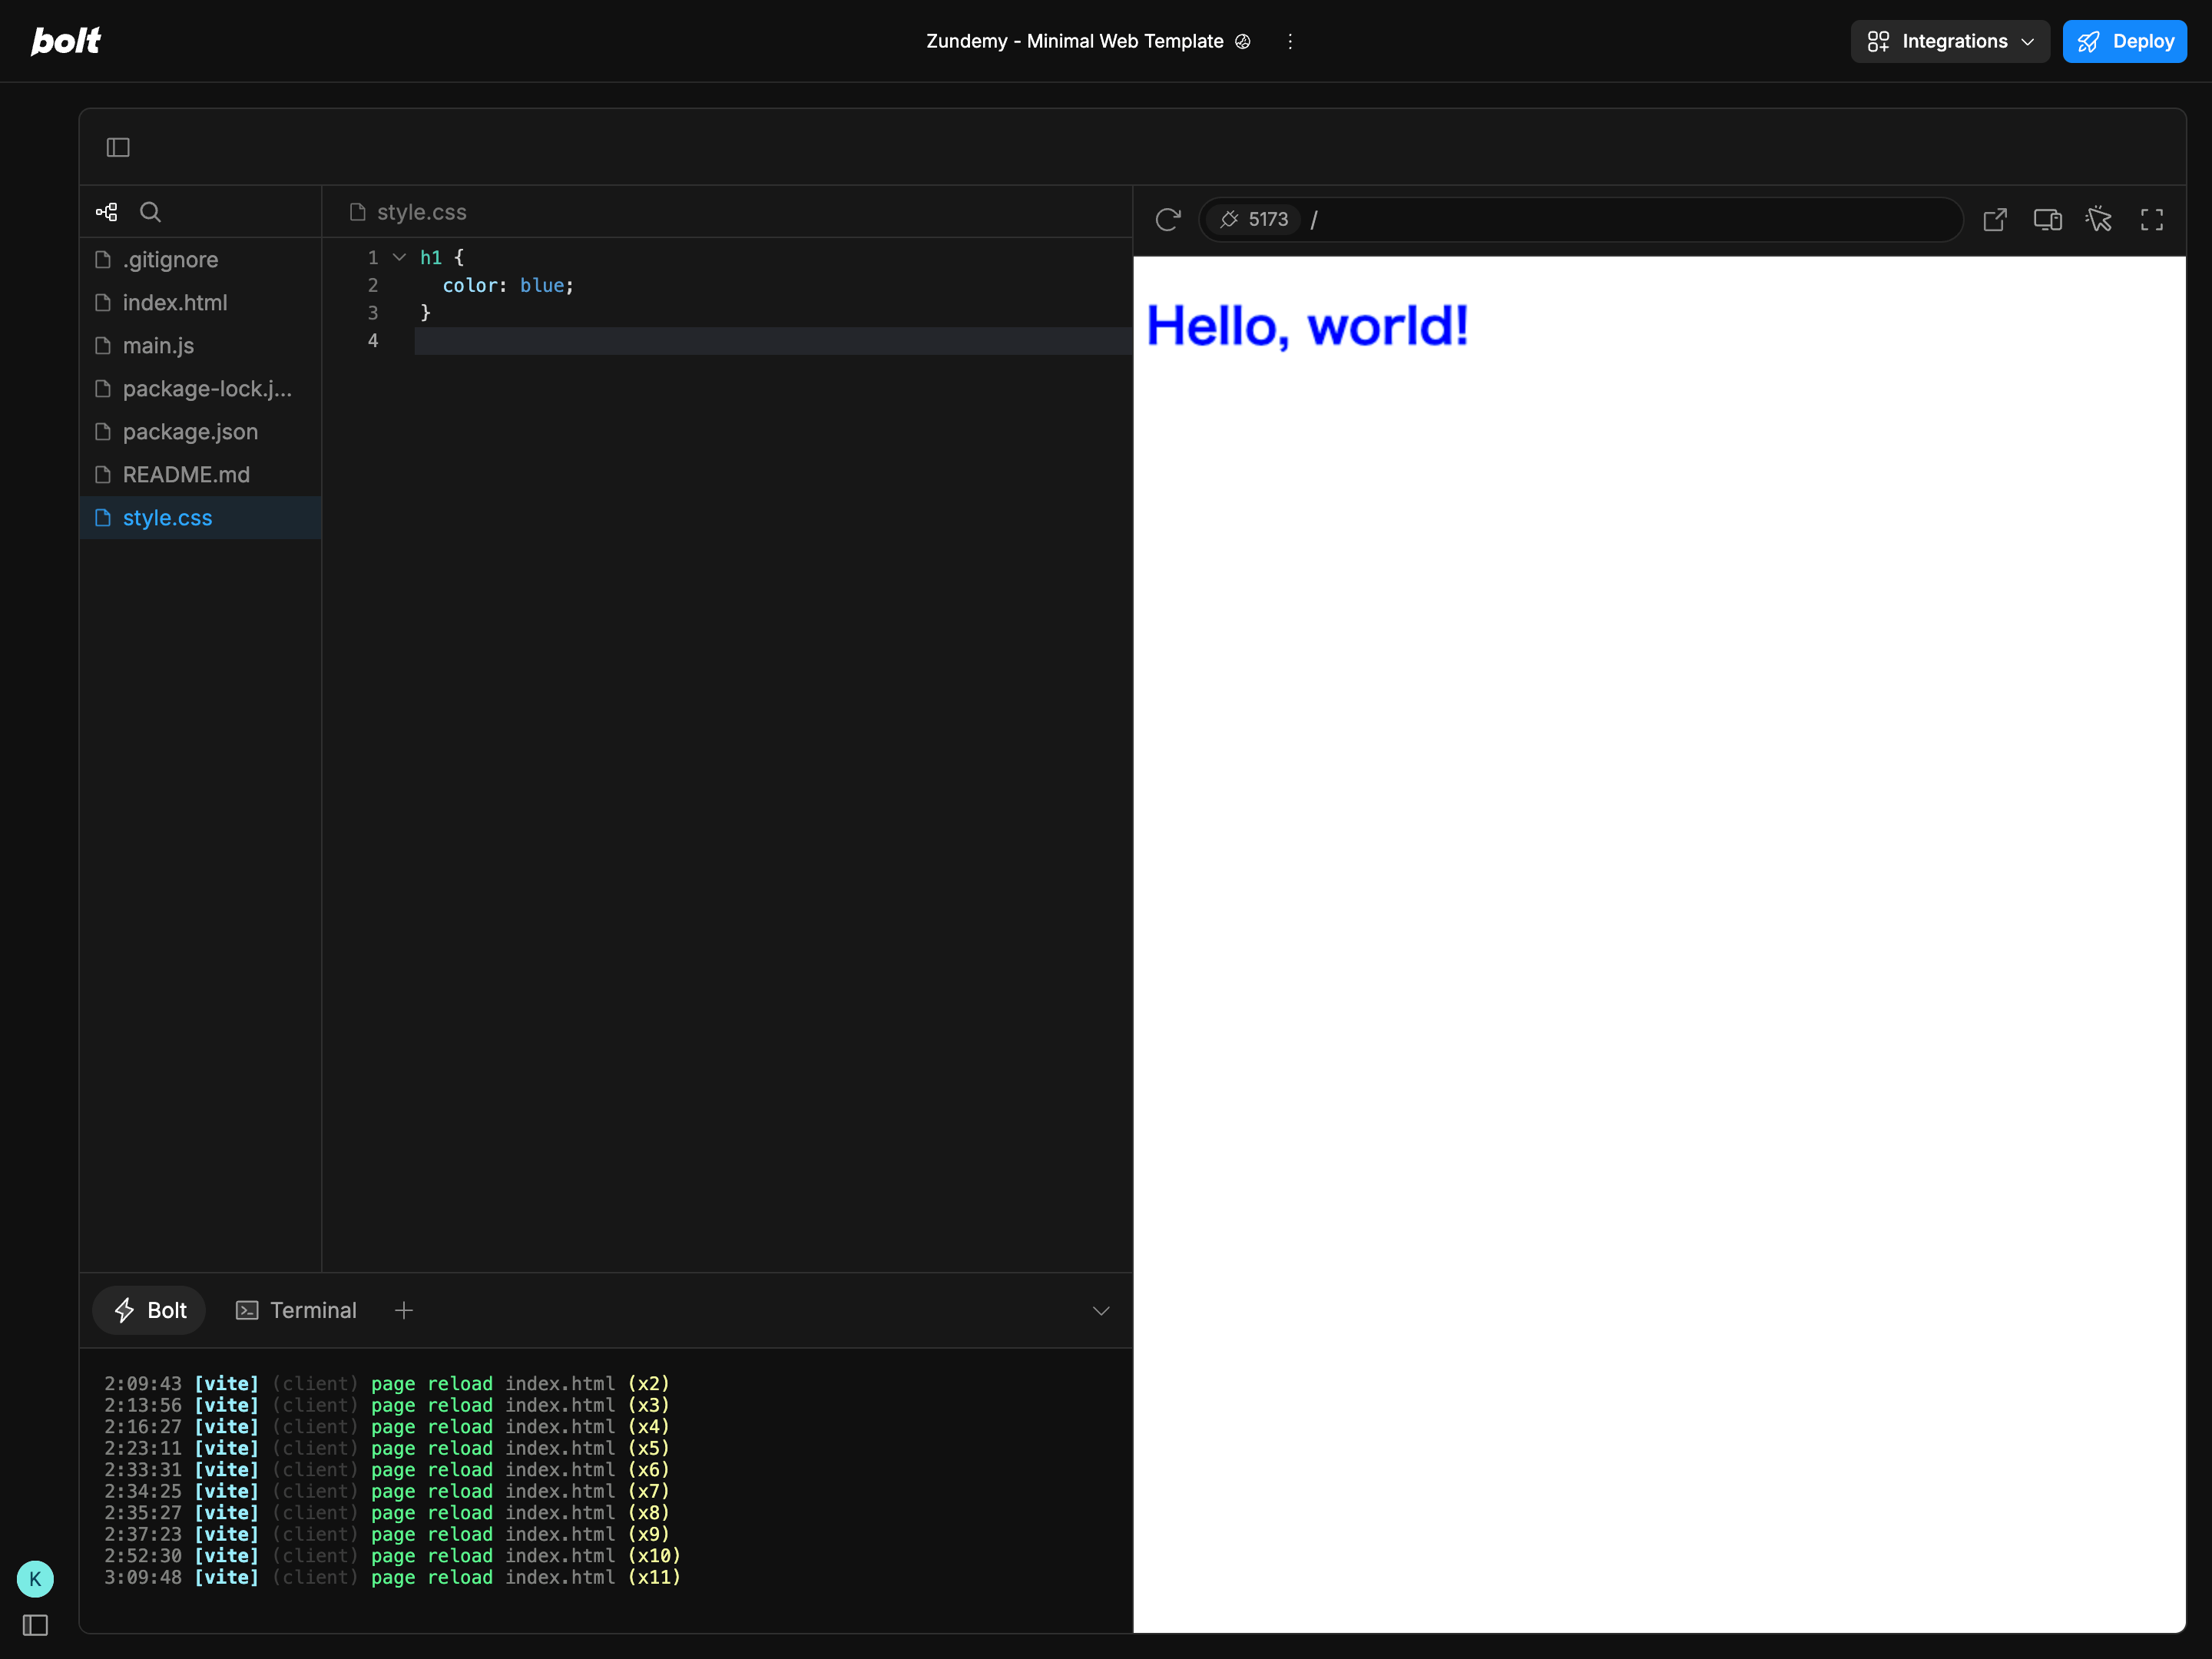 bolt
Zundemy - Minimal Web Template
Integrations
Deploy
style.css
5173 /
.gitignore
index.html
main.js
package-lock.j...
package.json
README.md
style.css
1 h1 {
2 color: blue;
3 }
4
Hello, world!
Bolt
Terminal
2:09:43 [vite] (client) page reload index.html (x2)
2:13:56 [vite] (client) page reload index.html (x3)
2:16:27 [vite] (client) page reload index.html (x4)
2:23:11 [vite] (client) page reload index.html (x5)
2:33:31 [vite] (client) page reload index.html (x6)
2:34:25 [vite] (client) page reload index.html (x7)
2:35:27 [vite] (client) page reload index.html (x8)
2:37:23 [vite] (client) page reload index.html (x9)
2:52:30 [vite] (client) page reload index.html (x10)
3:09:48 [vite] (client) page reload index.html (x11)
K